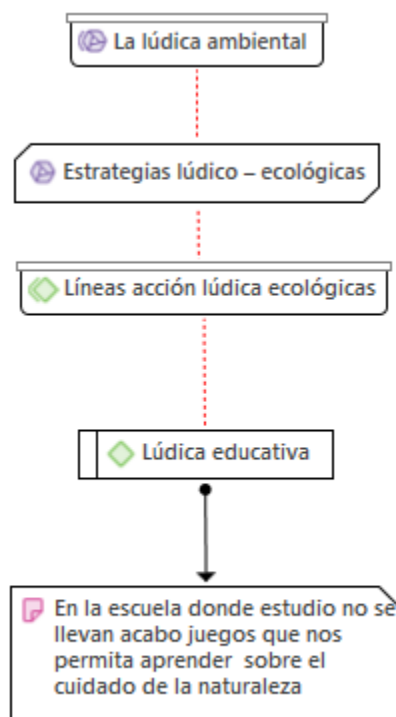 La lúdica ambiental
Estrategias lúdico – ecológicas
Líneas acción lúdica ecológicas
Lúdica educativa
En la escuela donde estudio no se
llevan acabo juegos que nos
permita aprender sobre el
cuidado de la naturaleza